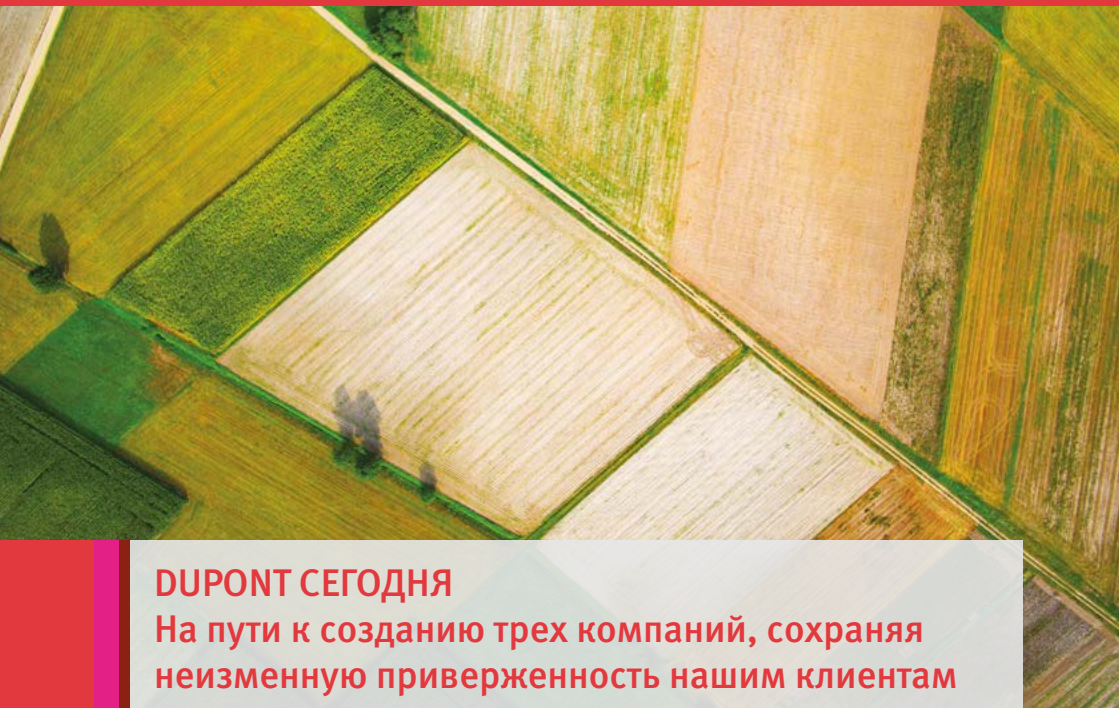 DUPONT СЕГОДНЯ
На пути к созданию трех компаний, сохраняя
неизменную приверженность нашим клиентам